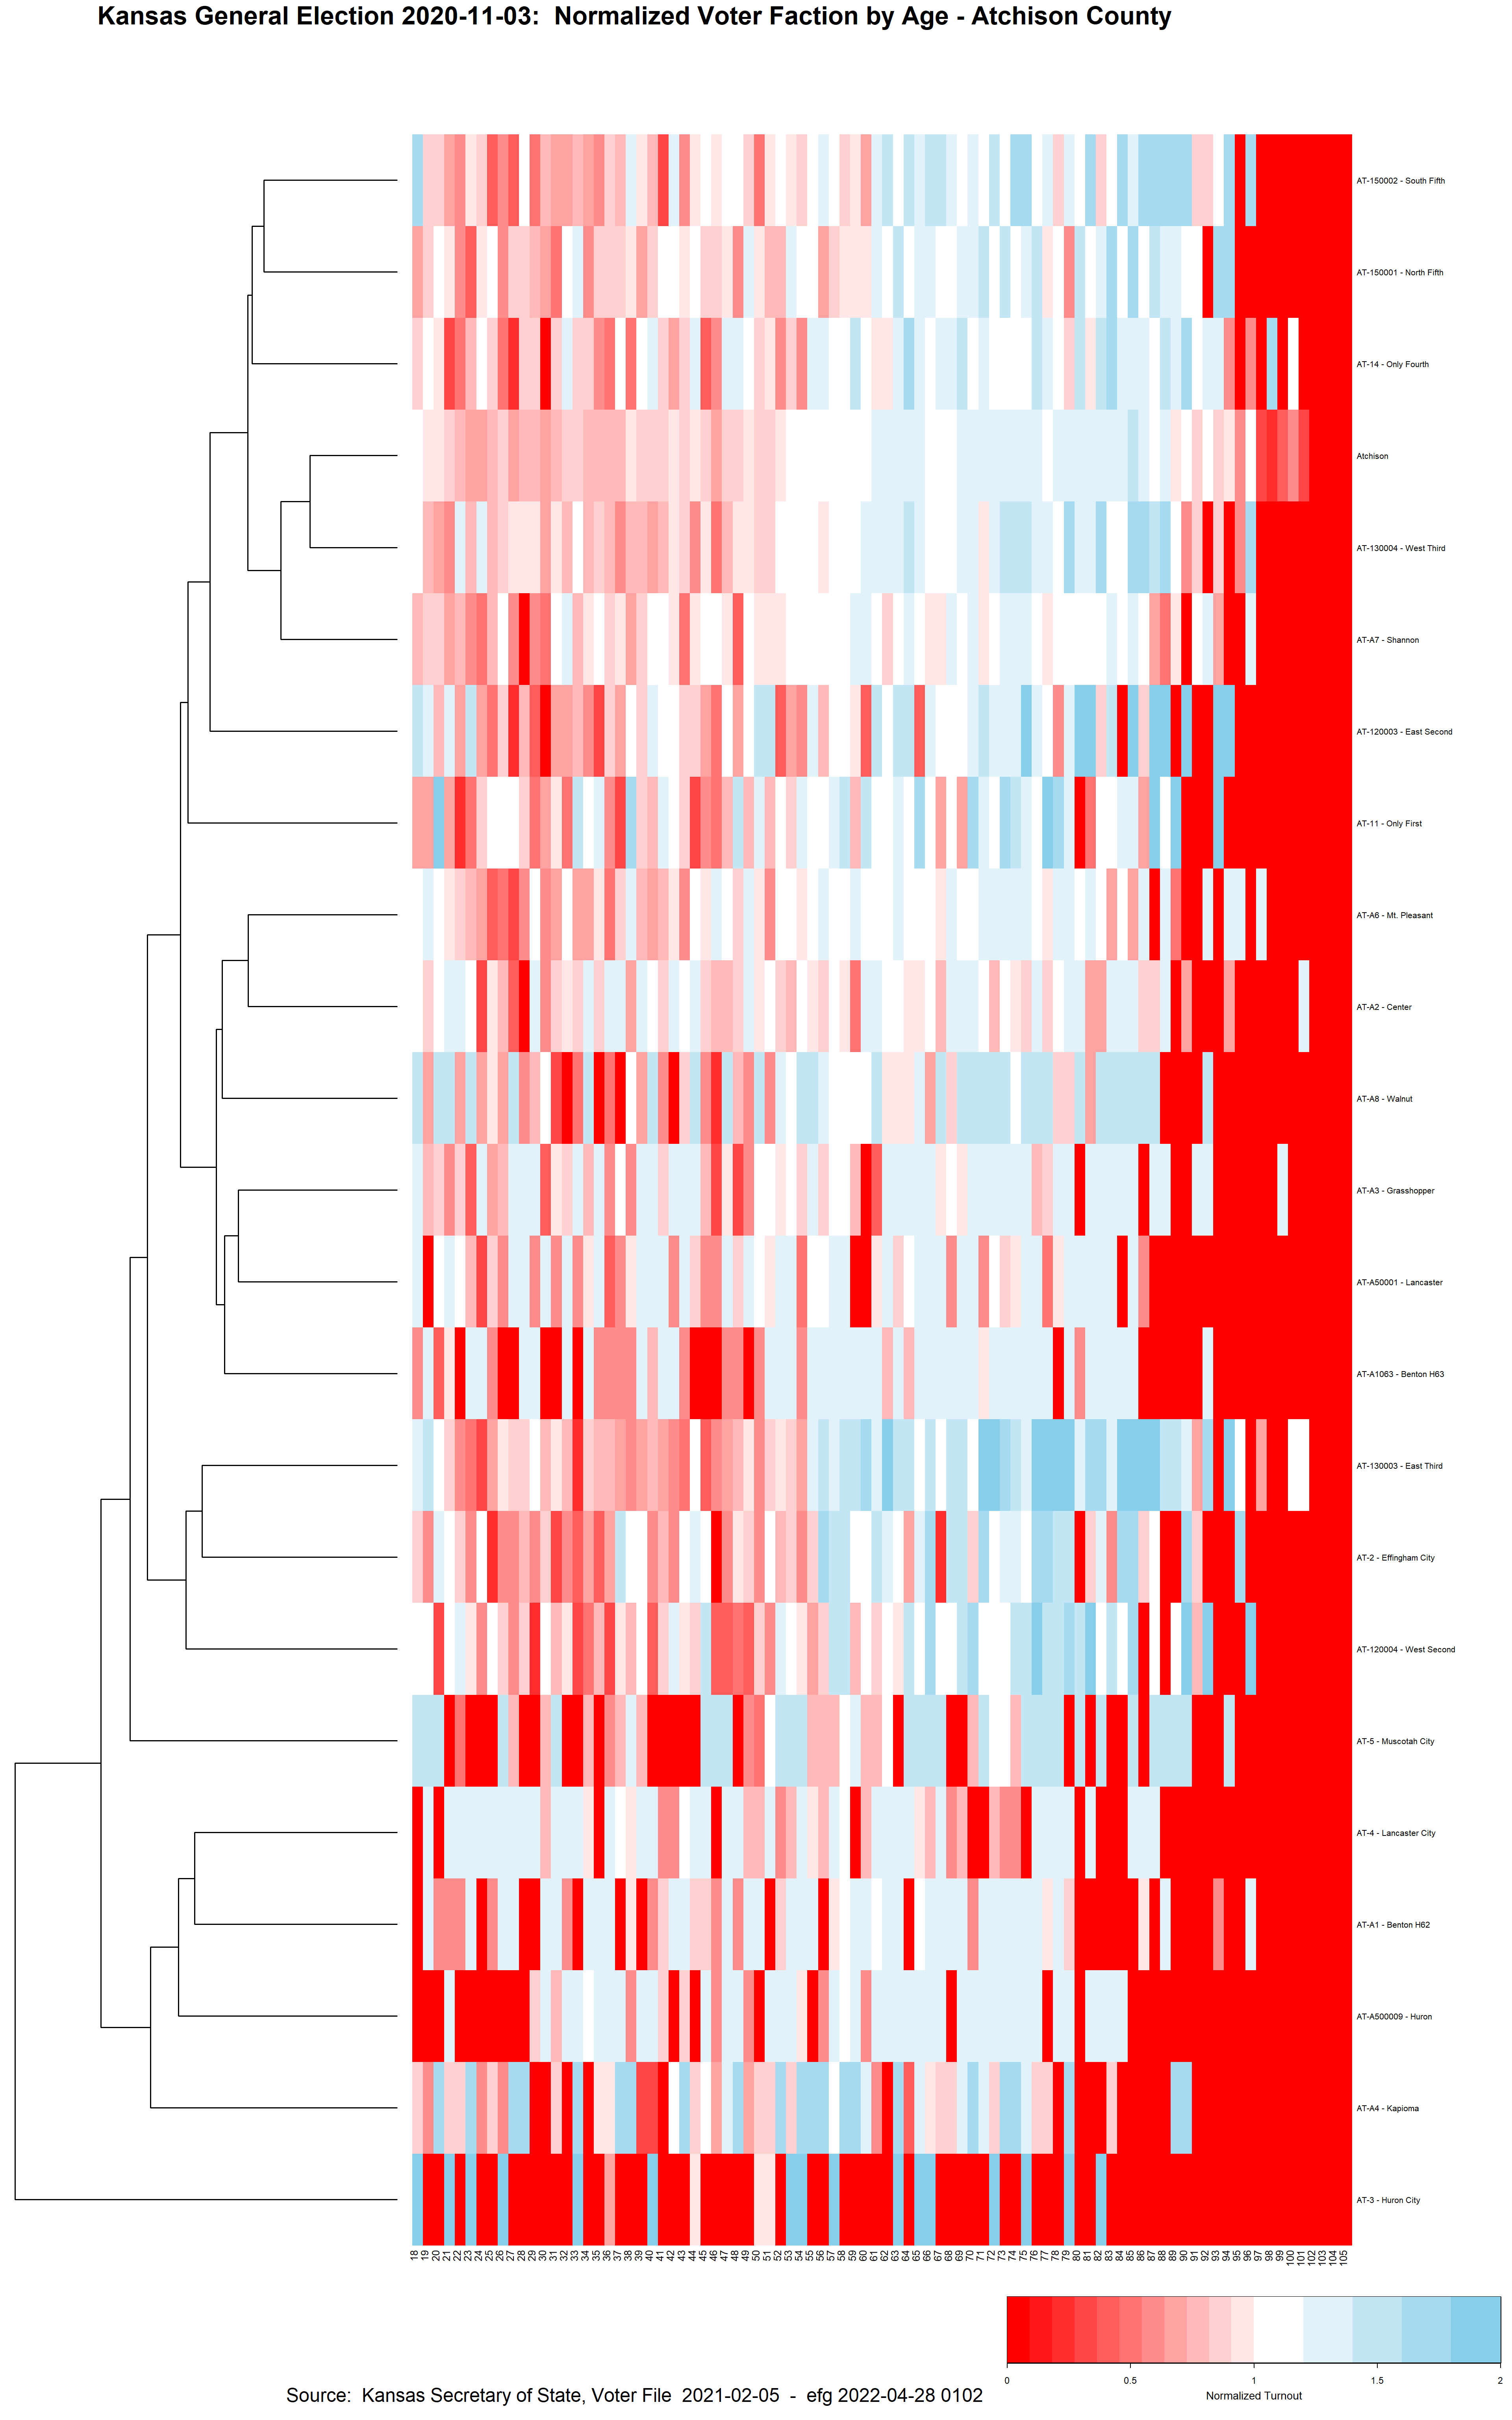 Kansas General Election 2020-11-03:  Normalized Voter Faction by Age - Atchison County
AT-150002 - South Fifth
AT-150001 - North Fifth
AT-14 - Only Fourth
Atchison
AT-130004 - West Third
AT-A7 - Shannon
AT-120003 - East Second
AT-11 - Only First
AT-A6 - Mt. Pleasant
AT-A2 - Center
AT-A8 - Walnut
AT-A3 - Grasshopper
AT-A50001 - Lancaster
AT-A1063 - Benton H63
AT-130003 - East Third
AT-2 - Effingham City
AT-120004 - West Second
AT-5 - Muscotah City
AT-4 - Lancaster City
AT-A1 - Benton H62
AT-A500009 - Huron
AT-A4 - Kapioma
AT-3 - Huron City
18 19 20 21 22 23 24 25 26 27 28 29 30 31 32 33 34 35 36 37 38 39 40 41 42 43 44 45 46 47 48 49 50 51 52 53 54 55 56 57 58 59 60 61 62 63 64 65 66 67 68 69 70 71 72 73 74 75 76 77 78 79 80 81 82 83 84 85 86 87 88 89 90 91 92 93 94 95 96 97 98 99 100 101 102 103 104 105
0 0.5 1 1.5 2
Normalized Turnout
Source:  Kansas Secretary of State, Voter File  2021-02-05  -  efg 2022-04-28 0102